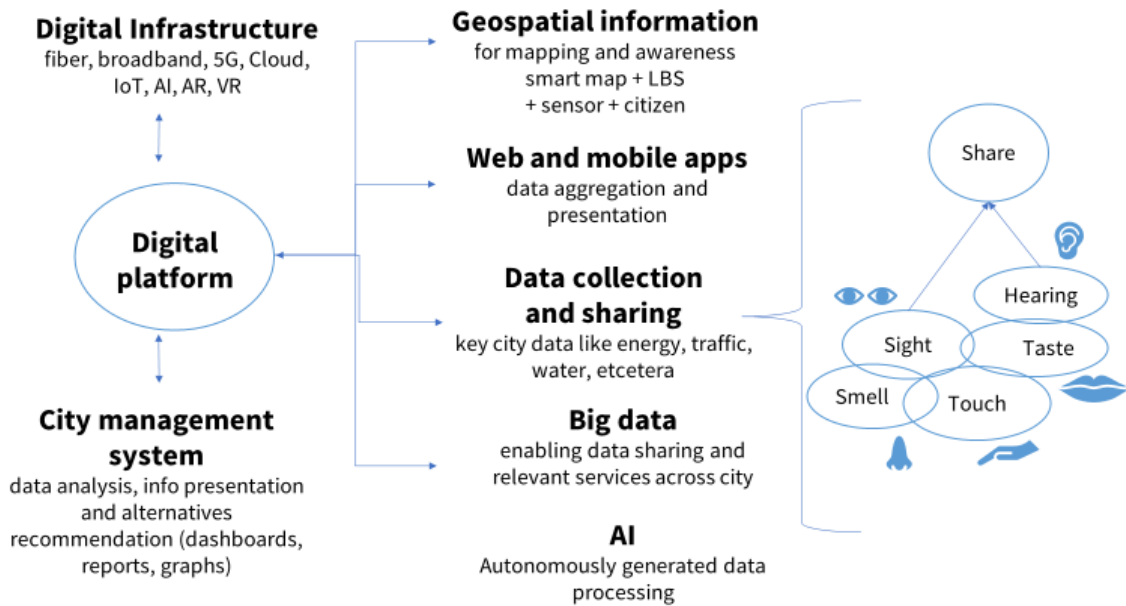 Digital Infrastructure
fiber, broadband, 5G, Cloud,
IoT, AI, AR, VR
Digital
platform
City management
system
data analysis, info presentation
and alternatives
recommendation (dashboards,
reports, graphs)
Geospatial information
for mapping and awareness
smart map + LBS
+ sensor + citizen
Web and mobile apps
data aggregation and
presentation
Data collection
and sharing
key city data like energy, traffic,
water, etcetera
Big data
enabling data sharing and
relevant services across city
AI
Autonomously generated data
processing
Share
Hearing
Sight
Taste
Smell
Touch